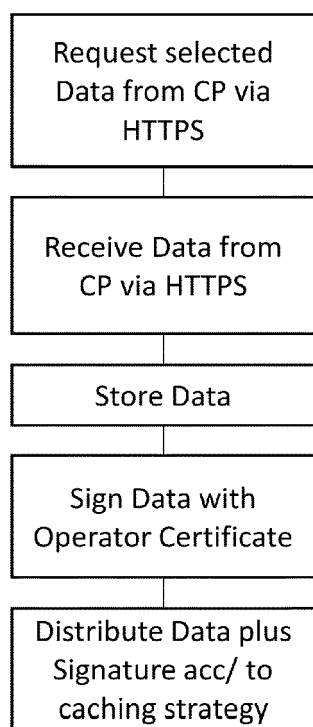 Request selected
Data from CP via
HTTPS
Receive Data from
CP via HTTPS
Store Data
Sign Data with
Operator Certificate
Distribute Data plus
Signature acc/ to
caching strategy